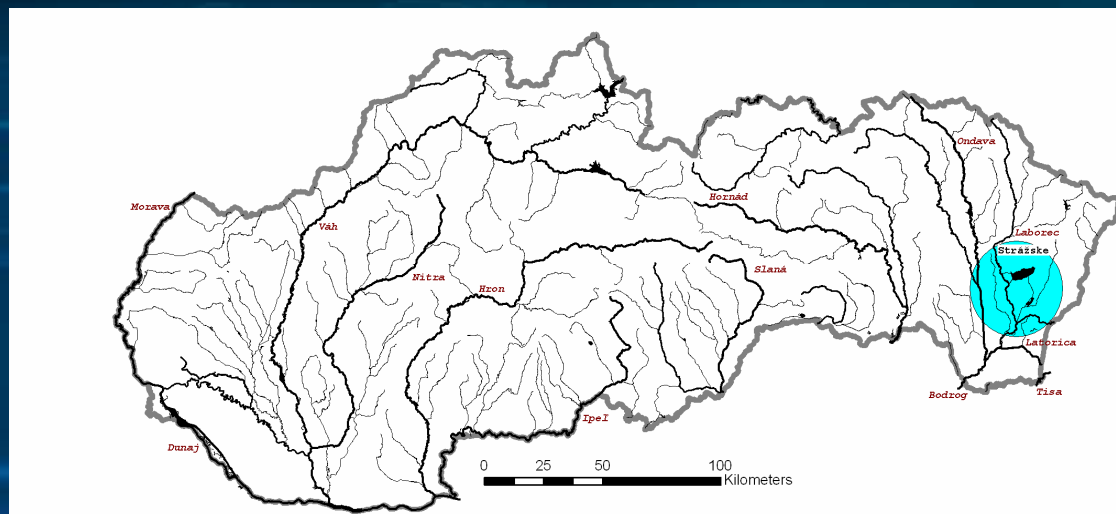 Ondava
Hornád
Morava
Váh
Laborec
Strážske
Slaná
Nitra
Hron
Latorica
Bodrog
Tisa
Ipeľ
Dunaj
0 25 50 100
Kilometers